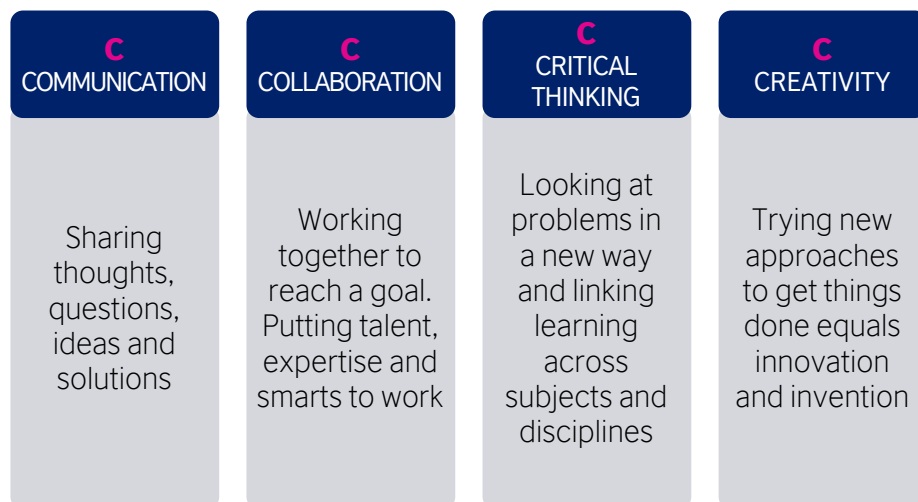 C
COMMUNICATION
Sharing
thoughts,
questions,
ideas and
solutions
C
COLLABORATION
Working
together to
reach a goal.
Putting talent,
expertise and
smarts to work
C
CRITICAL
THINKING
Looking at
problems in
a new way
and linking
learning
across
subjects and
disciplines
C
CREATIVITY
Trying new
approaches
to get things
done equals
innovation
and invention